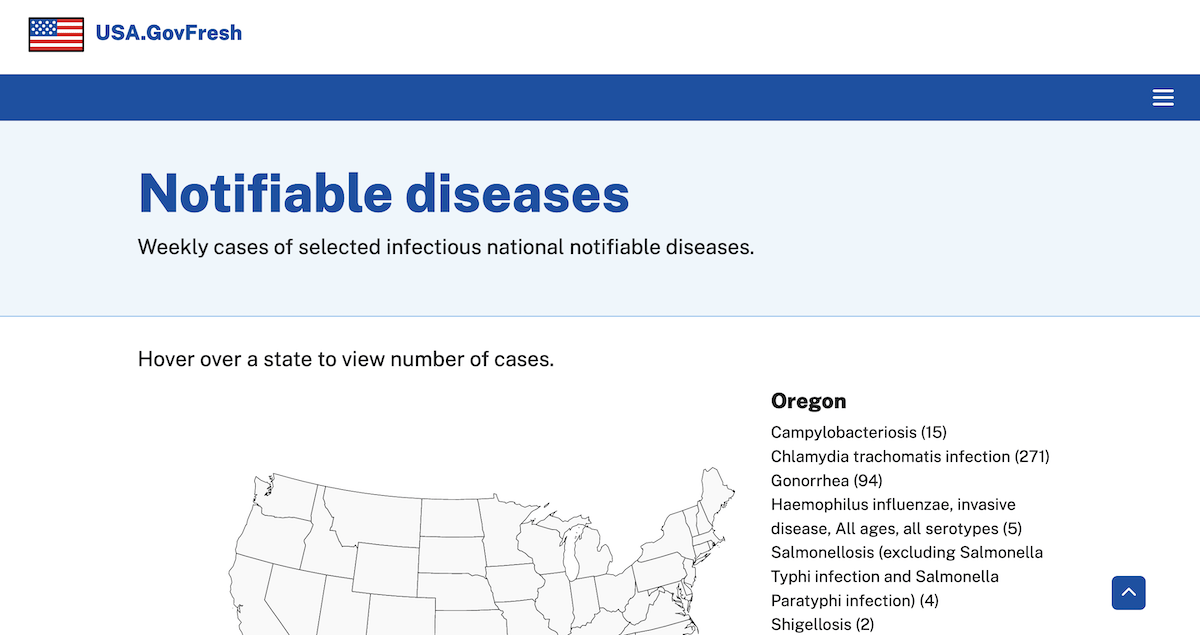 USA.GovFresh
Notifiable diseases
Weekly cases of selected infectious national notifiable diseases.
Hover over a state to view number of cases.
Oregon
Campylobacteriosis (15)
Chlamydia trachomatis infection (271)
Gonorrhea (94)
Haemophilus influenzae, invasive
disease, All ages, all serotypes (5)
Salmonellosis (excluding Salmonella
Typhi infection and Salmonella
Paratyphi infection) (4)
Shigellosis (2)